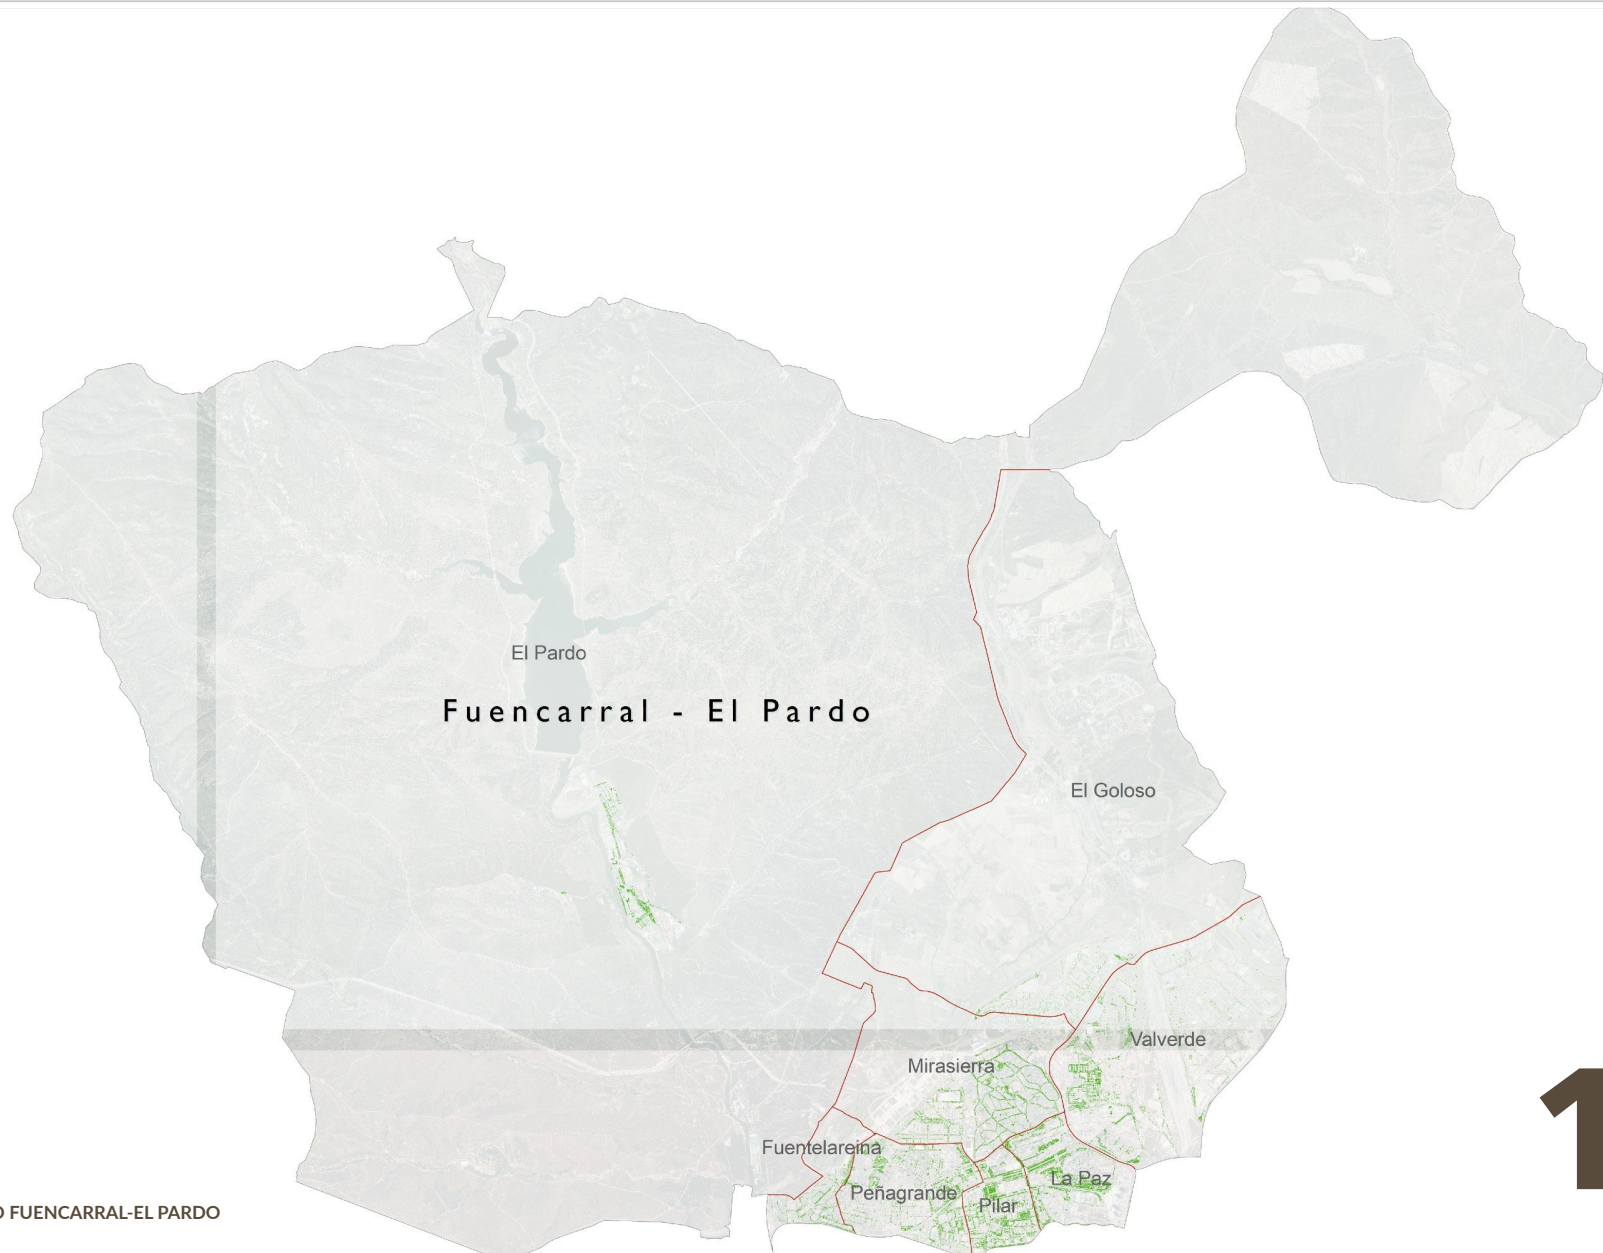 El Pardo
Fuencarral - El Pardo
El Goloso
Valverde
Mirasierra
Fuentelareina
La Paz
Peñagrande
Pilar
FUENCARRAL-EL PARDO
1